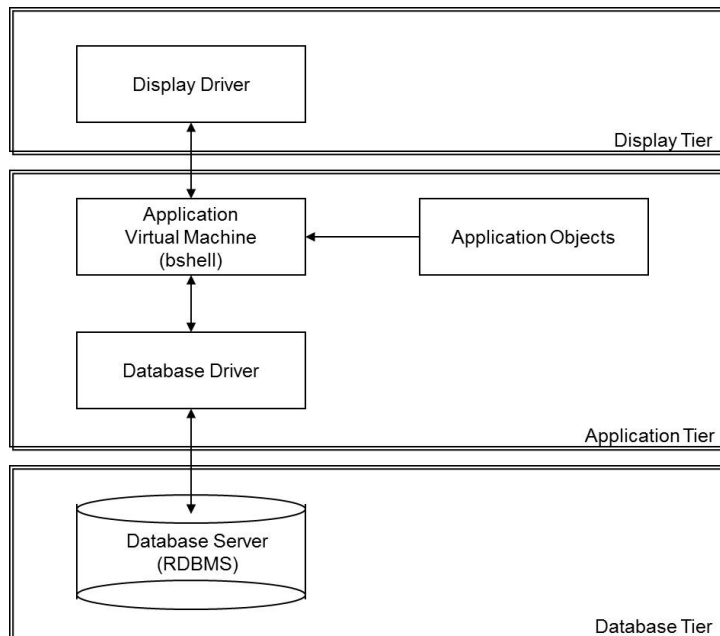 Display Driver
Display Tier
Application
Virtual Machine
(bshell)
Application Objects
Database Driver
Application Tier
Database Server
(RDBMS)
Database Tier